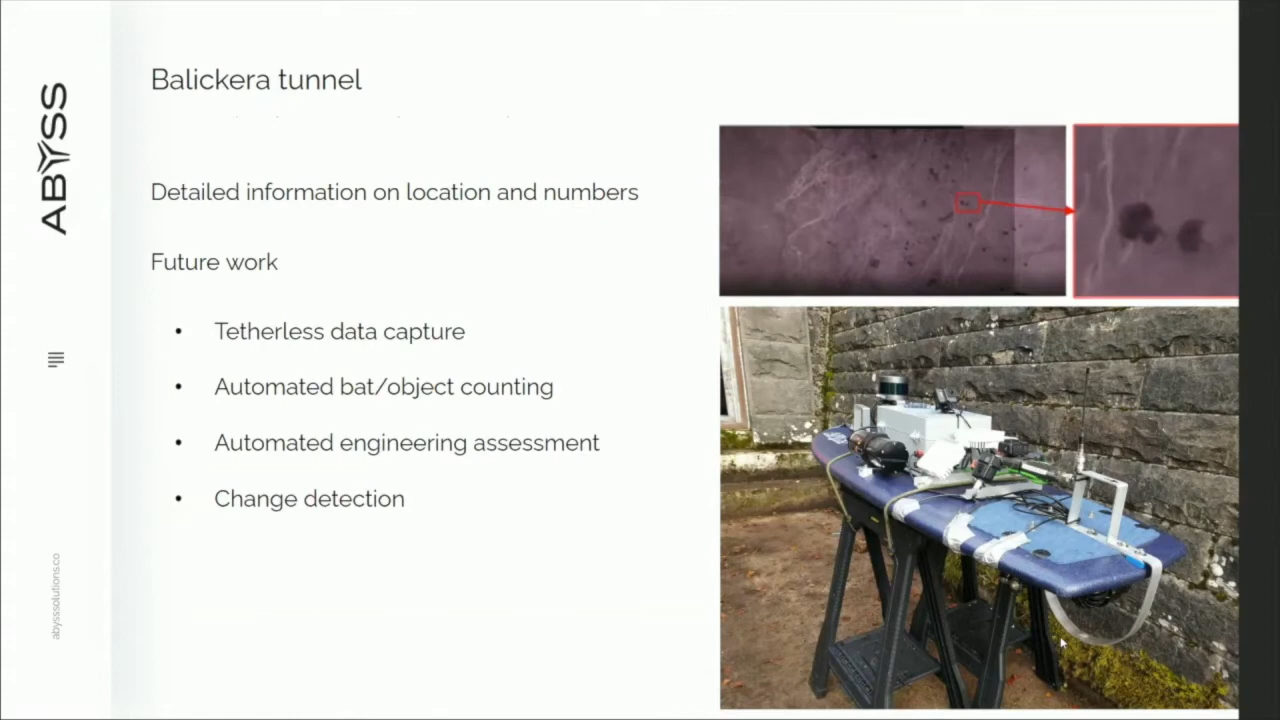 ABYSS
abysssolutions.co
Balickera tunnel
Detailed information on location and numbers
Future work
• Tetherless data capture
• Automated bat/object counting
• Automated engineering assessment
• Change detection